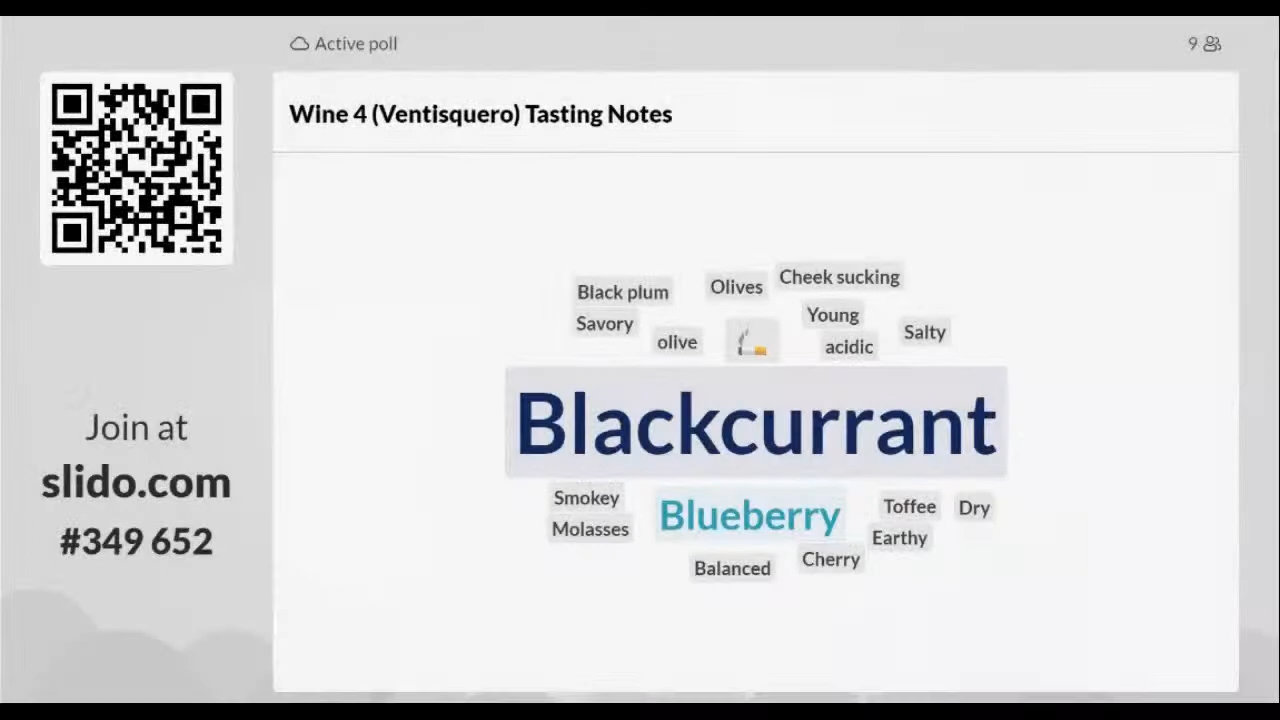 Active poll
9
Wine 4 (Ventisquero) Tasting Notes
Join at
slido.com
#349 652
Cheek sucking
Black plum
Olives
Savory
Young
olive
acidic
Salty
Blackcurrant
Smokey
Blueberry
Toffee
Dry
Molasses
Earthy
Balanced
Cherry